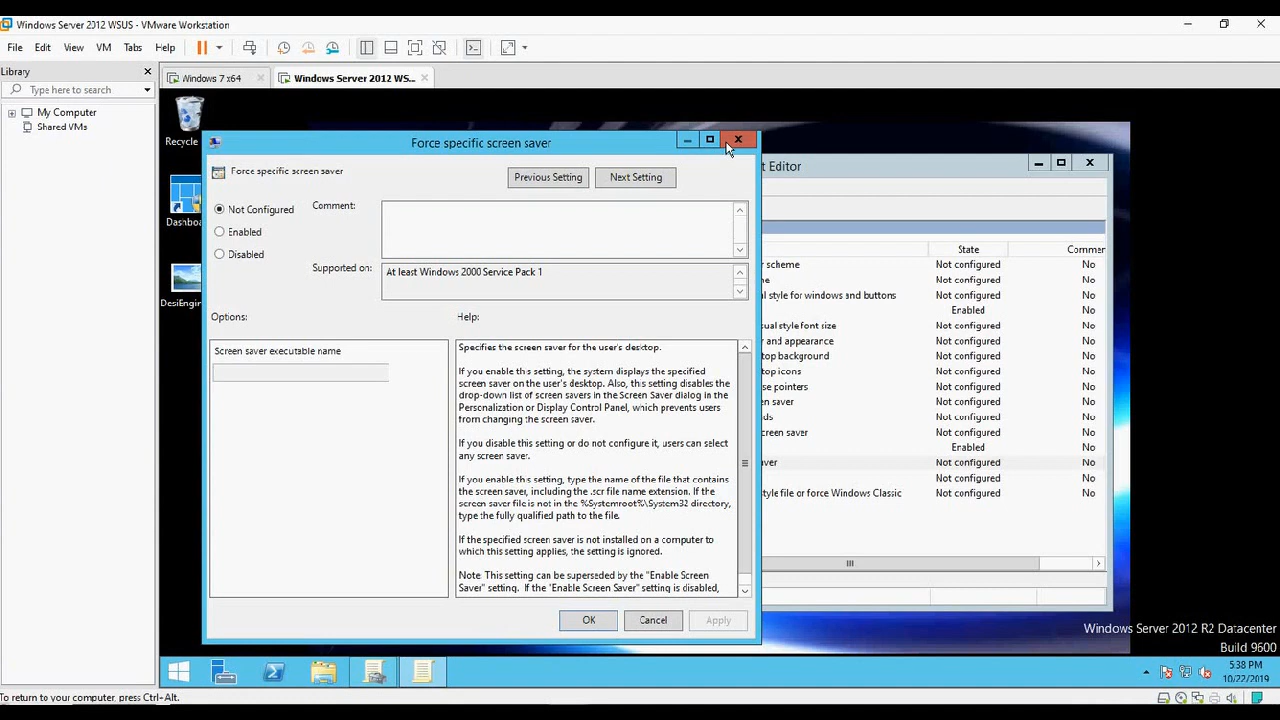 Windows Server 2012 WSUS - VMware Workstation
File Edit View VM Tabs Help
Library
Type here to search
My Computer
Shared VMs
Windows 7 x64
Windows Server 2012 WS...
Recycle
Dashbo
DesiEngin
Force specific screen saver
Force specific screen saver
Previous Setting
Next Setting
Not Configured
Enabled
Disabled
Comment:
Supported on:
At least Windows 2000 Service Pack 1
Options:
Help:
Screen saver executable name
Specifies the screen saver for the user's desktop.
If you enable this setting, the system displays the specified
screen saver on the user's desktop. Also, this setting disables the
drop-down list of screen savers in the Screen Saver dialog in the
Personalization or Display Control Panel, which prevents users
from changing the screen saver.
If you disable this setting or do not configure it, users can select
any screen saver.
If you enable this setting, type the name of the file that contains
the screen saver, including the .scr file name extension. If the
screen saver file is not in the %Systemroot%\System32 directory,
type the fully qualified path to the file.
If the specified screen saver is not installed on a computer to
which this setting applies, the setting is ignored.
Note This setting can be superseded by the "Enable Screen
Saver" setting. If the "Enable Screen Saver" setting is disabled,
OK
Cancel
Apply
t Editor
State Commer
r scheme Not configured No
ne Not configured No
al style for windows and buttons Not configured No
Enabled No
sual style font size Not configured No
r and appearance Not configured No
top background Not configured No
top icons Not configured No
se pointers Not configured No
en saver Not configured No
ds Not configured No
creen saver Not configured No
Enabled No
aver Not configured No
Not configured No
style file or force Windows Classic Not configured No
Windows Server 2012 R2 Datacenter
Build 9600
5:38 PM
10/22/2019
To return to your computer, press Ctrl+Alt.